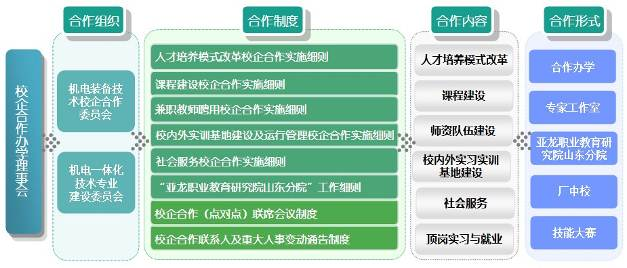 校企合作办学理事会
合作组织
机电装备技
术校企合作
委员会
机电一体化
技术专业
建设委员会
合作制度
人才培养模式改革校企合作实施细则
课程建设校企合作实施细则
兼职教师聘用校企合作实施细则
校内外实训基地建设及运行管理校企合作实施细则
社会服务校企合作实施细则
“亚龙职业教育研究院山东分院”工作细则
校企合作（点对点）联席会议制度
校企合作联系人及重大人事变动通告制度
合作内容
人才培养模式改革
课程建设
师资队伍建设
校内外实习实训
基地建设
社会服务
顶岗实习与就业
合作形式
合作办学
专家工作室
亚龙职业教育研
究院山东分院
厂中校
技能大赛